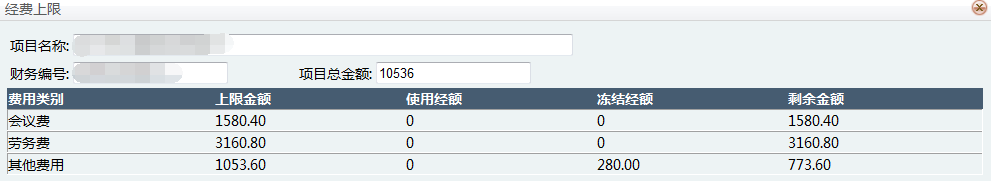 经费上限
项目名称:
财务编号: 项目总金额: 10536
费用类别 上限金额 使用经额 冻结经额 剩余金额
会议费 1580.40 0 0 1580.40
劳务费 3160.80 0 0 3160.80
其他费用 1053.60 0 280.00 773.60